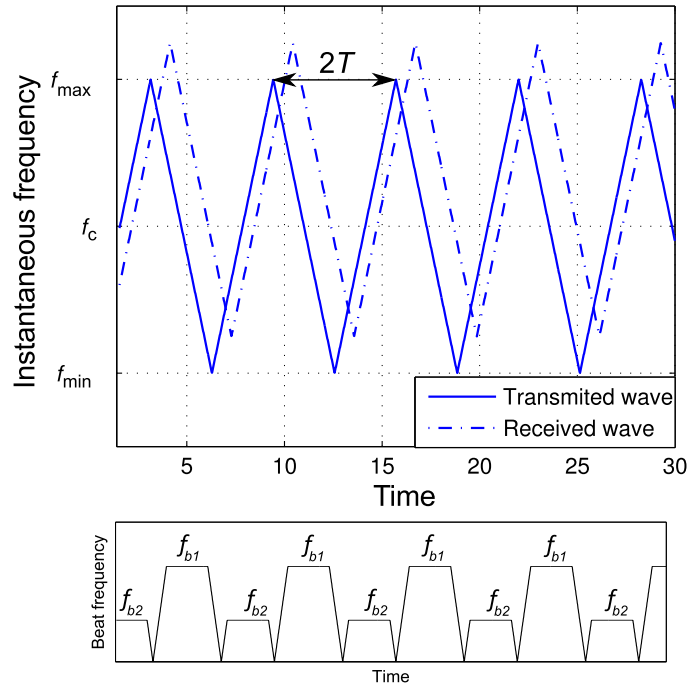 Instantaneous frequency
f_max
f_c
f_min
2T
Transmited wave
Received wave
5 10 15 20 25 30
Time
Beat frequency
f_b2 f_b1 f_b2 f_b1 f_b2 f_b1 f_b2 f_b1 f_b2
Time